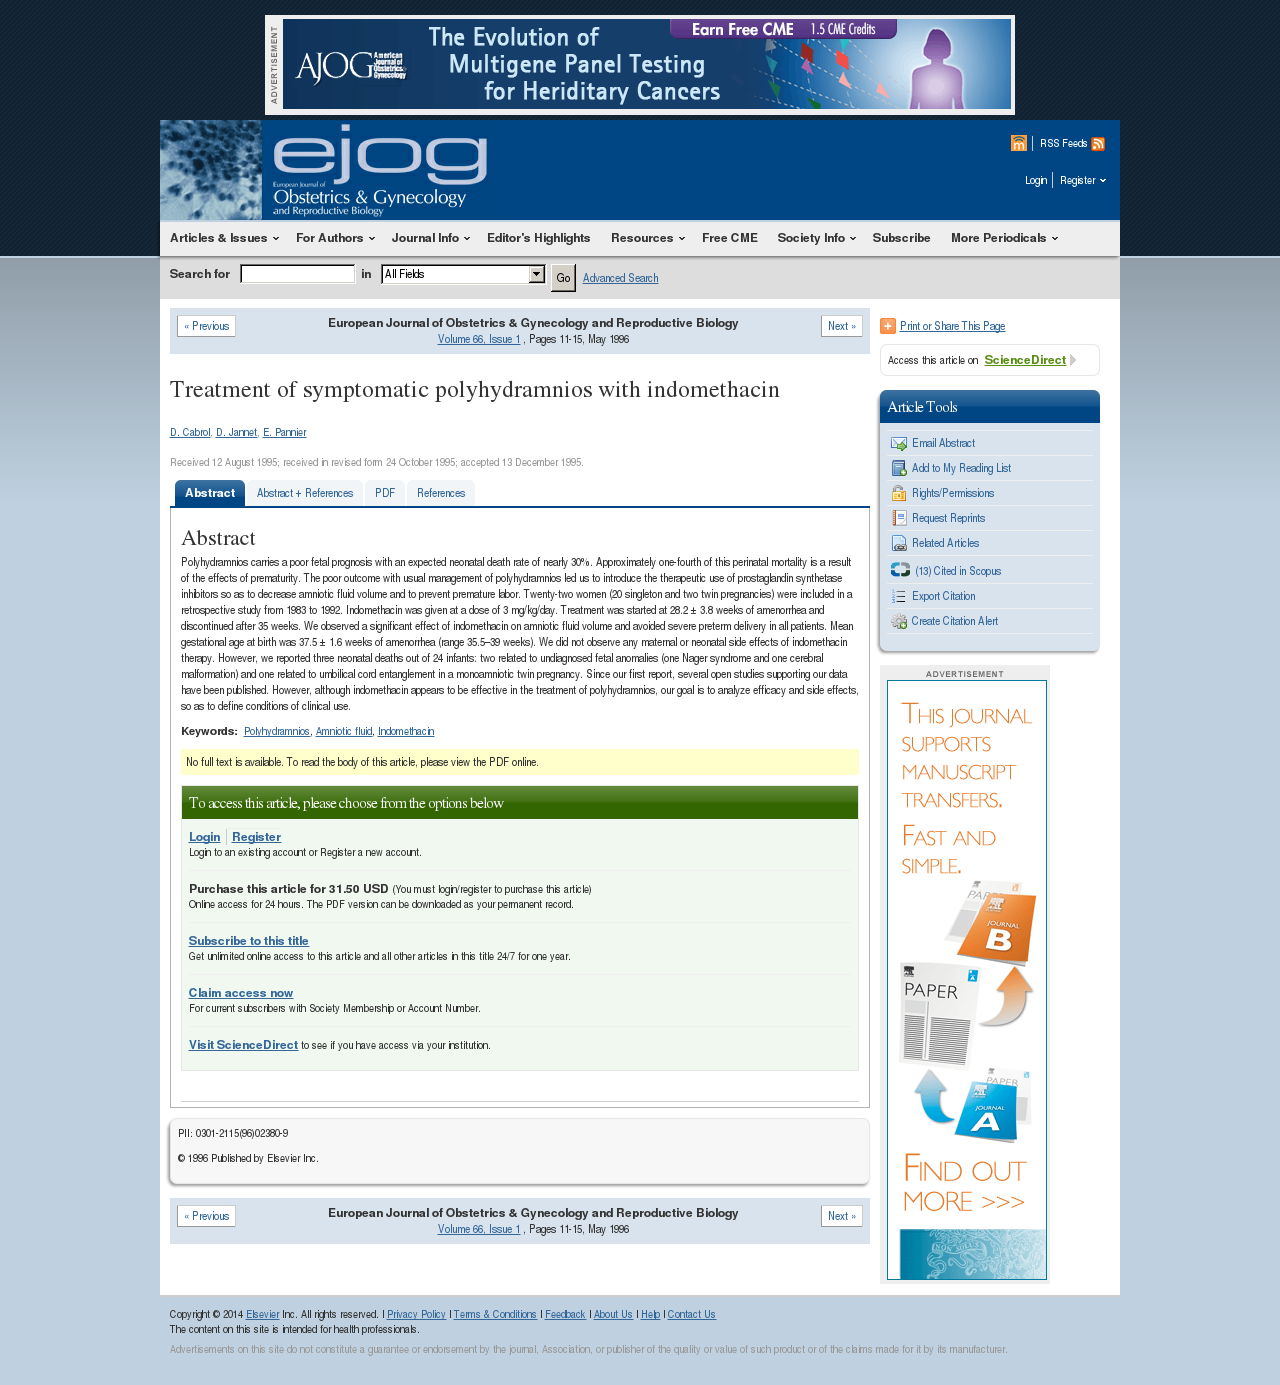 ADVERTISEMENT
AJOG American Journal of Obstetrics & Gynecology
Earn Free CME 1.5 CME Credits
The Evolution of
Multigene Panel Testing
for Heriditary Cancers
ejog
European Journal of
Obstetrics & Gynecology
and Reproductive Biology
RSS Feeds
Login Register
Articles & Issues For Authors Journal Info Editor's Highlights Resources Free CME Society Info Subscribe More Periodicals
Search for in All Fields Go Advanced Search
« Previous
European Journal of Obstetrics & Gynecology and Reproductive Biology
Volume 66, Issue 1 , Pages 11-15, May 1996
Next »
Treatment of symptomatic polyhydramnios with indomethacin
D. Cabrol, D. Jannet, E. Pannier
Received 12 August 1995; received in revised form 24 October 1995; accepted 13 December 1995.
Abstract Abstract + References PDF References
Abstract
Polyhydramnios carries a poor fetal prognosis with an expected neonatal death rate of nearly 30%. Approximately one-fourth of this perinatal mortality is a result
of the effects of prematurity. The poor outcome with usual management of polyhydramnios led us to introduce the therapeutic use of prostaglandin synthetase
inhibitors so as to decrease amniotic fluid volume and to prevent premature labor. Twenty-two women (20 singleton and two twin pregnancies) were included in a
retrospective study from 1983 to 1992. Indomethacin was given at a dose of 3 mg/kg/day. Treatment was started at 28.2 ± 3.8 weeks of amenorrhea and
discontinued after 35 weeks. We observed a significant effect of indomethacin on amniotic fluid volume and avoided severe preterm delivery in all patients. Mean
gestational age at birth was 37.5 ± 1.6 weeks of amenorrhea (range 35.5–39 weeks). We did not observe any maternal or neonatal side effects of indomethacin
therapy. However, we reported three neonatal deaths out of 24 infants: two related to undiagnosed fetal anomalies (one Nager syndrome and one cerebral
malformation) and one related to umbilical cord entanglement in a monoamniotic twin pregnancy. Since our first report, several open studies supporting our data
have been published. However, although indomethacin appears to be effective in the treatment of polyhydramnios, our goal is to analyze efficacy and side effects,
so as to define conditions of clinical use.
Keywords: Polyhydramnios, Amniotic fluid, Indomethacin
No full text is available. To read the body of this article, please view the PDF online.
To access this article, please choose from the options below
Login Register
Login to an existing account or Register a new account.
Purchase this article for 31.50 USD (You must login/register to purchase this article)
Online access for 24 hours. The PDF version can be downloaded as your permanent record.
Subscribe to this title
Get unlimited online access to this article and all other articles in this title 24/7 for one year.
Claim access now
For current subscribers with Society Membership or Account Number.
Visit ScienceDirect to see if you have access via your institution.
PII: 0301-2115(96)02380-9
© 1996 Published by Elsevier Inc.
« Previous
European Journal of Obstetrics & Gynecology and Reproductive Biology
Volume 66, Issue 1 , Pages 11-15, May 1996
Next »
Print or Share This Page
Access this article on ScienceDirect
Article Tools
Email Abstract
Add to My Reading List
Rights/Permissions
Request Reprints
Related Articles
(13) Cited in Scopus
Export Citation
Create Citation Alert
ADVERTISEMENT
THIS JOURNAL
SUPPORTS
MANUSCRIPT
TRANSFERS.
FAST AND
SIMPLE.
PAPER
JOURNAL
B
PAPER
PAPER
JOURNAL
A
FIND OUT
MORE >>>
Copyright © 2014 Elsevier Inc. All rights reserved. | Privacy Policy | Terms & Conditions | Feedback | About Us | Help | Contact Us
The content on this site is intended for health professionals.
Advertisements on this site do not constitute a guarantee or endorsement by the journal, Association, or publisher of the quality or value of such product or of the claims made for it by its manufacturer.